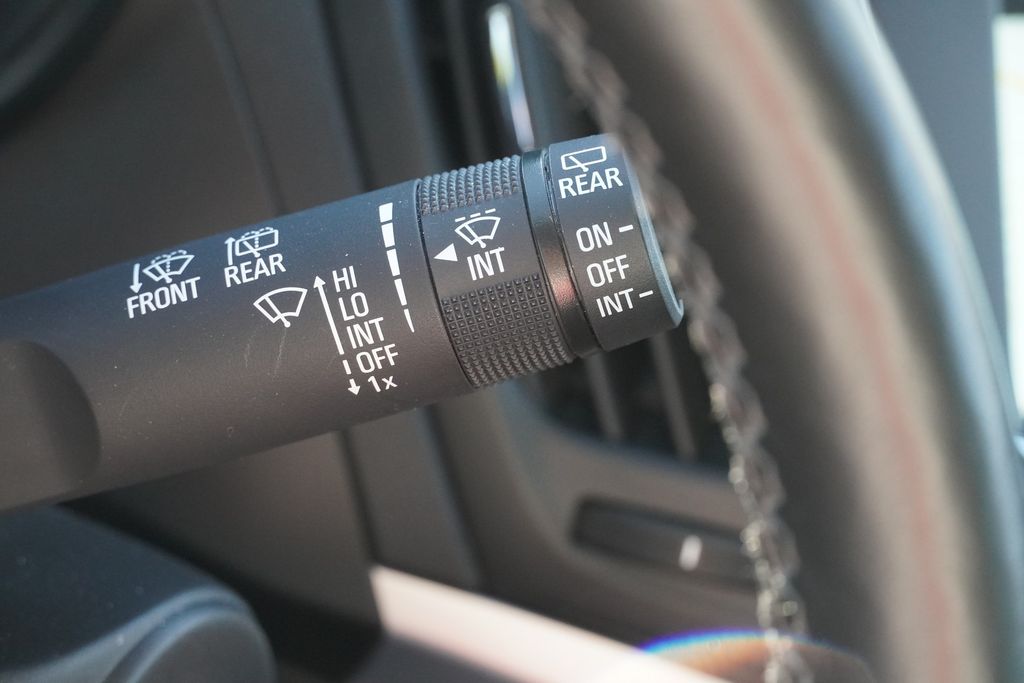 FRONT
REAR
HI
LO
INT
OFF
1x
INT
REAR
ON
OFF
INT